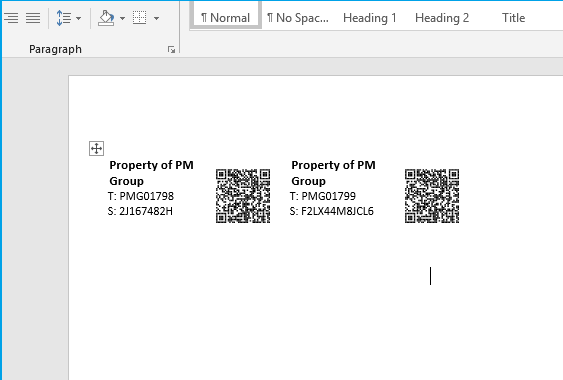 ¶ Normal
¶ No Spac...
Heading 1
Heading 2
Title
Paragraph
Property of PM
Group
T: PMG01798
S: 2J167482H
Property of PM
Group
T: PMG01799
S: F2LX44M8JCL6